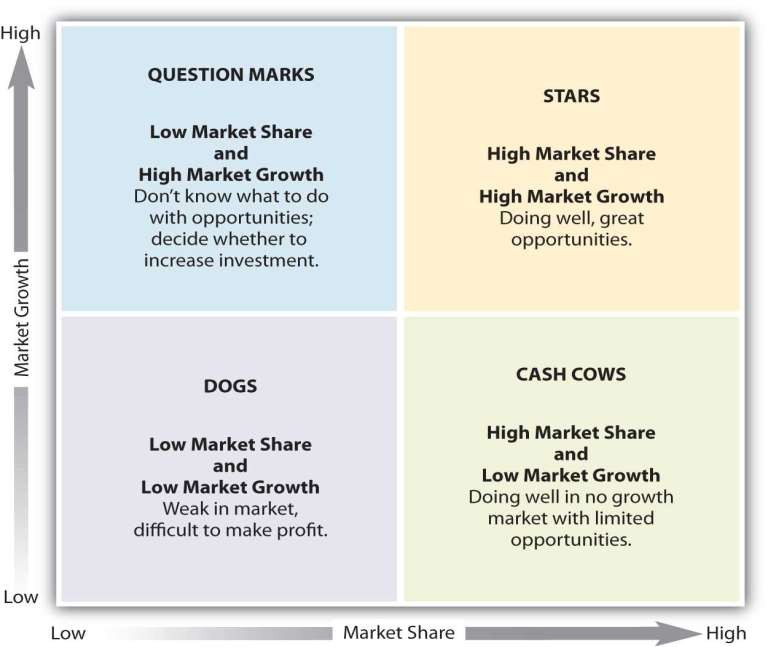 High
QUESTION MARKS
Low Market Share
and
High Market Growth
Don't know what to do
with opportunities;
decide whether to
increase investment.
STARS
High Market Share
and
High Market Growth
Doing well, great
opportunities.
Market Growth
DOGS
Low Market Share
and
Low Market Growth
Weak in market,
difficult to make profit.
CASH COWS
High Market Share
and
Low Market Growth
Doing well in no growth
market with limited
opportunities.
Low
Low
Market Share
High